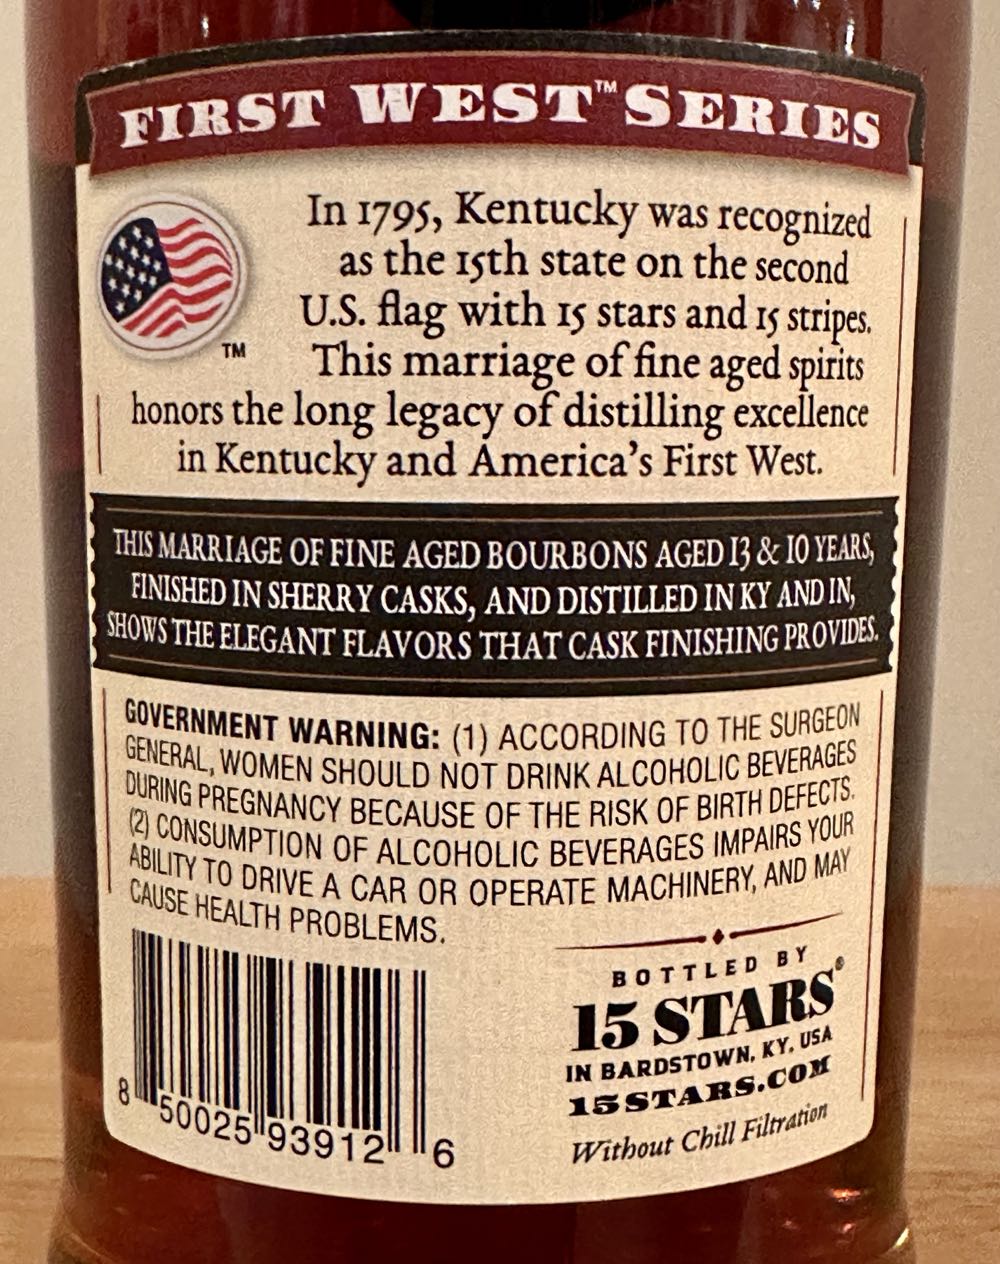 FIRST WEST™ SERIES
In 1795, Kentucky was recognized
as the 15th state on the second
U.S. flag with 15 stars and 15 stripes.
This marriage of fine aged spirits
honors the long legacy of distilling excellence
in Kentucky and America's First West.
TM
THIS MARRIAGE OF FINE AGED BOURBONS AGED 13 & 10 YEARS,
FINISHED IN SHERRY CASKS, AND DISTILLED IN KY AND IN,
SHOWS THE ELEGANT FLAVORS THAT CASK FINISHING PROVIDES.
GOVERNMENT WARNING: (1) ACCORDING TO THE SURGEON
GENERAL, WOMEN SHOULD NOT DRINK ALCOHOLIC BEVERAGES
DURING PREGNANCY BECAUSE OF THE RISK OF BIRTH DEFECTS.
(2) CONSUMPTION OF ALCOHOLIC BEVERAGES IMPAIRS YOUR
ABILITY TO DRIVE A CAR OR OPERATE MACHINERY, AND MAY
CAUSE HEALTH PROBLEMS.
8 50025 93912 6
BOTTLED BY
15 STARS®
IN BARDSTOWN, KY, USA
15STARS.COM
Without Chill Filtration